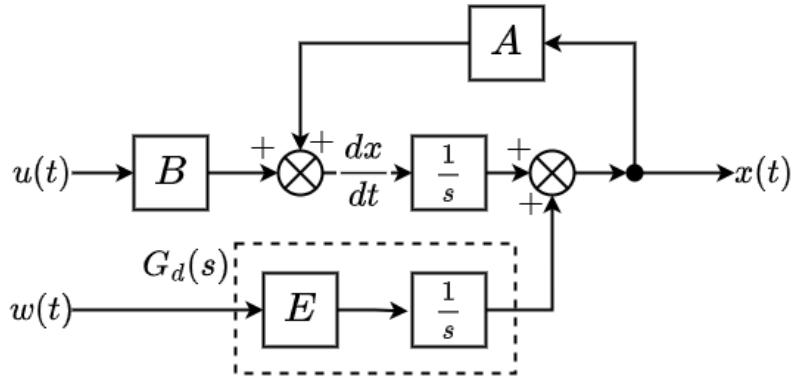 A
+ + dx/dt +
u(t) B 1/s x(t)
+
G_d(s)
w(t) E 1/s